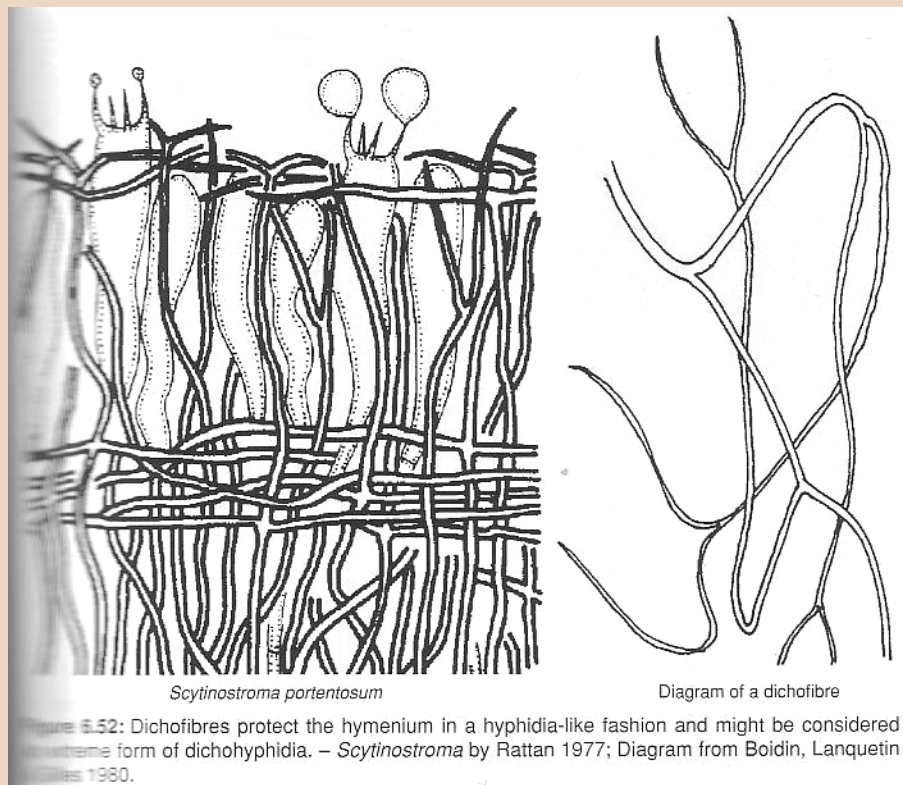 Scytinostroma portentosum
Diagram of a dichofibre
6.52: Dichofibres protect the hymenium in a hyphidia-like fashion and might be considered
form of dichohyphidia. – Scytinostroma by Rattan 1977; Diagram from Boidin, Lanquetin
1980.